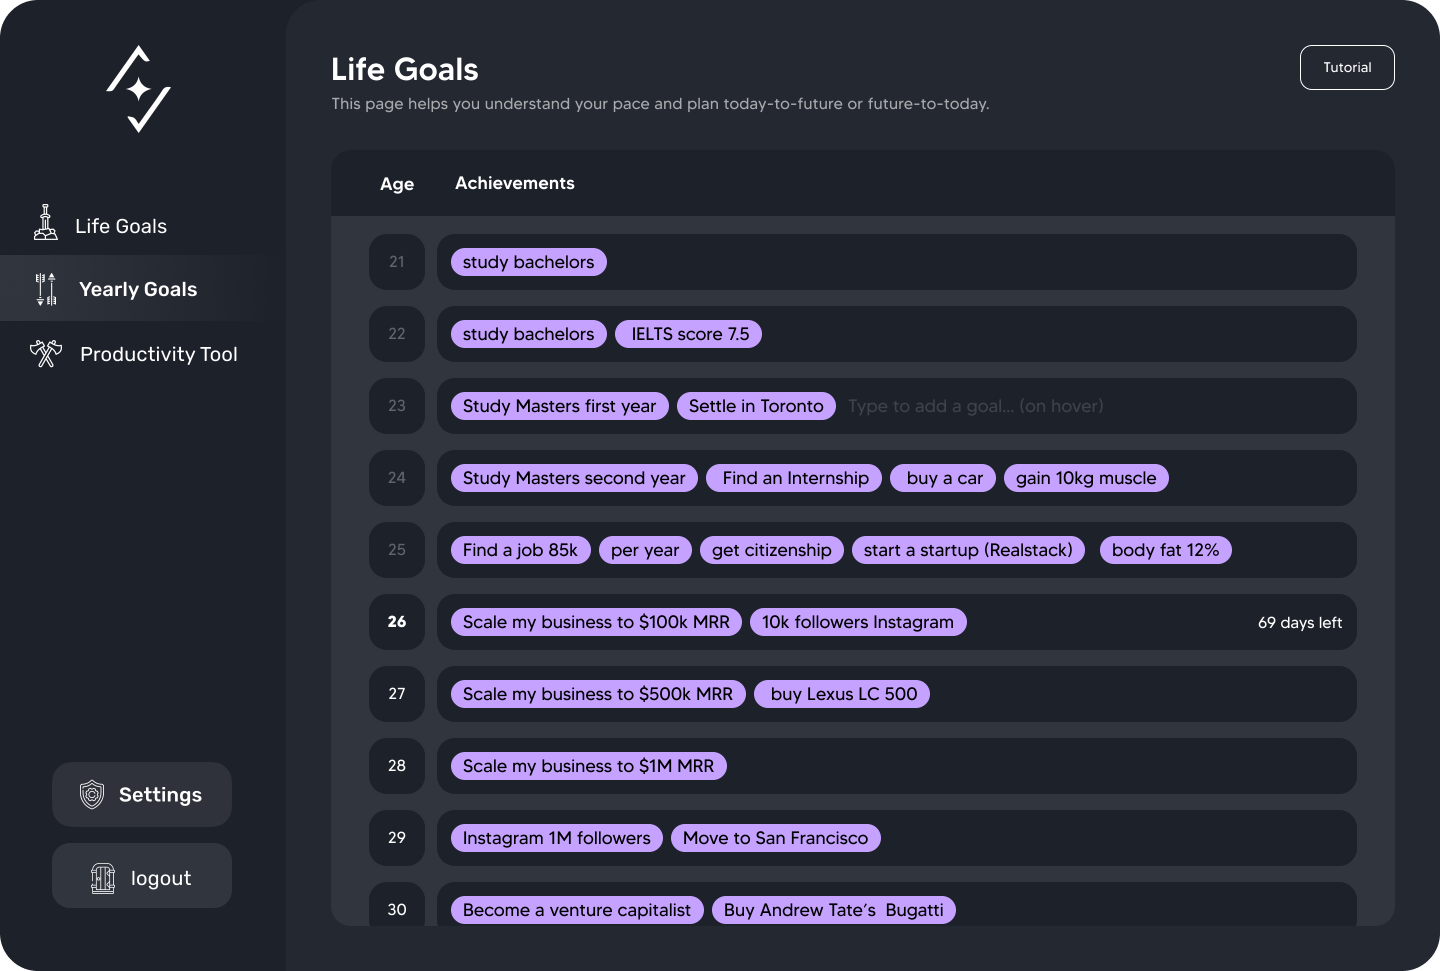 Life Goals
This page helps you understand your pace and plan today-to-future or future-to-today.
Tutorial
Life Goals
Yearly Goals
Productivity Tool
Settings
logout
Age Achievements
21 study bachelors
22 study bachelors IELTS score 7.5
23 Study Masters first year Settle in Toronto Type to add a goal... (on hover)
24 Study Masters second year Find an Internship buy a car gain 10kg muscle
25 Find a job 85k per year get citizenship start a startup (Realstack) body fat 12%
26 Scale my business to $100k MRR 10k followers Instagram 69 days left
27 Scale my business to $500k MRR buy Lexus LC 500
28 Scale my business to $1M MRR
29 Instagram 1M followers Move to San Francisco
30 Become a venture capitalist Buy Andrew Tate’s Bugatti